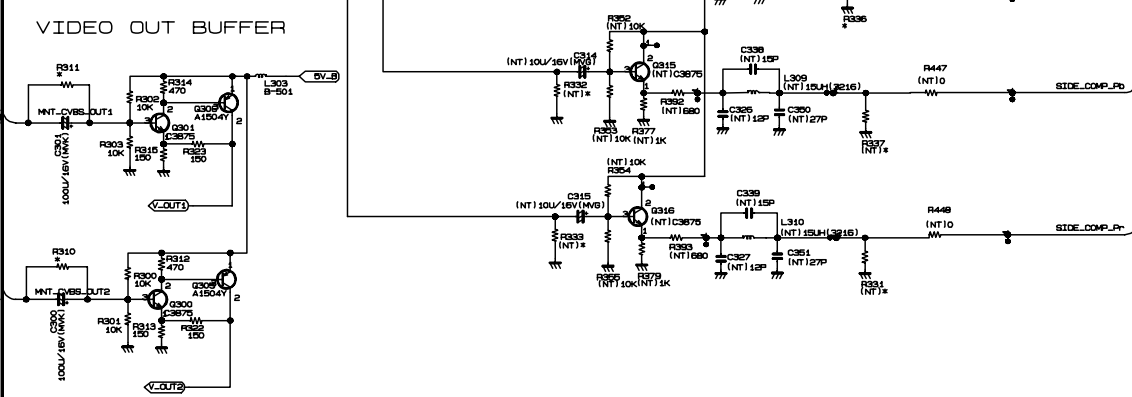 VIDEO OUT BUFFER
R311
*
R314
470
L303
B-501
5V_B
R302
10K
MNT_CVBS_OUT1
C301
100U/16V(MVK)
Q301
C3875
A1504Y
R303
10K
R315
150
R323
150
V_OUT1
R310
*
R312
470
R300
10K
MNT_CVBS_OUT2
C300
100U/16V(MVK)
Q300
C3875
A1504Y
R301
10K
R313
150
R322
150
V_OUT2
R336
*
R352
(NT)10K
C314
(NT)10U/16V(MVG)
R332
(NT)*
Q315
(NT)C3875
R353
(NT)10K
R377
(NT)1K
R392
(NT)680
C338
(NT)15P
L309
(NT)15UH(3216)
C326
(NT)12P
C350
(NT)27P
R337
(NT)*
R447
(NT)0
SIDE_COMP_Pb
(NT)10K
R354
C315
(NT)10U/16V(MVG)
R333
(NT)*
Q316
(NT)C3875
R355
(NT)10K
R379
(NT)1K
R393
(NT)680
C339
(NT)15P
L310
(NT)15UH(3216)
C327
(NT)12P
C351
(NT)27P
R331
(NT)*
R448
(NT)0
SIDE_COMP_Pr